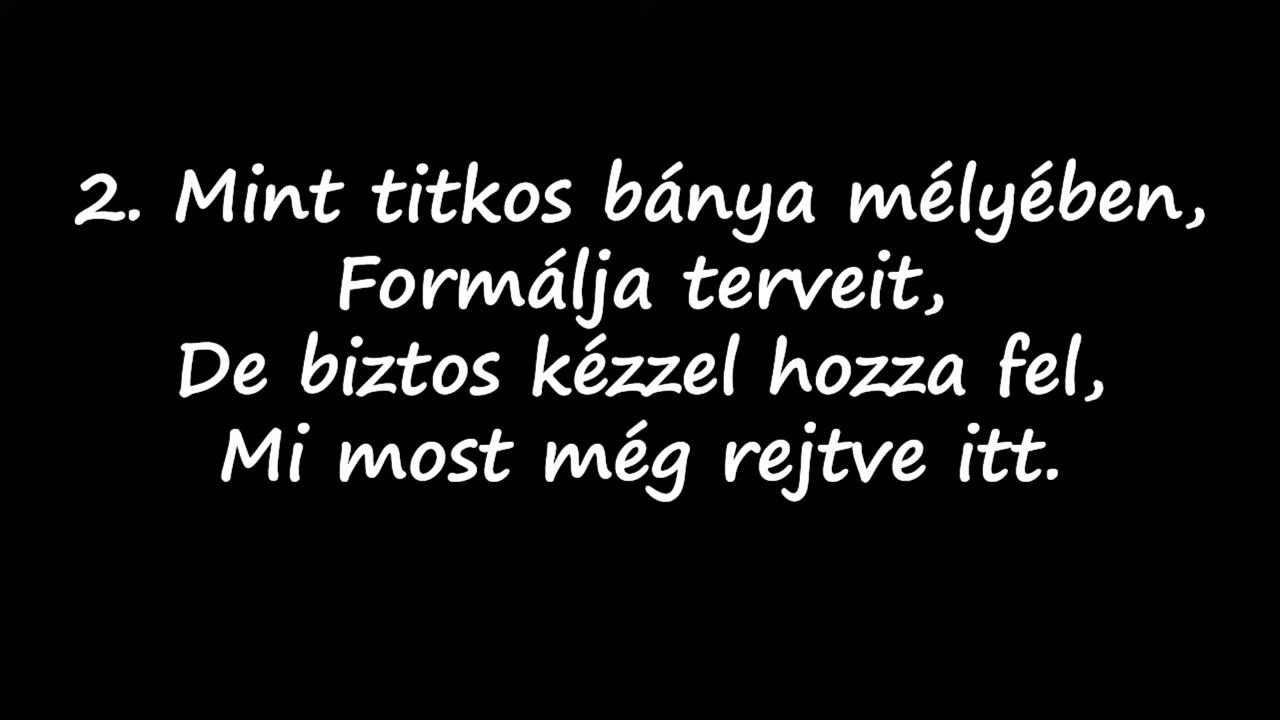 2. Mint titkos bánya mélyében,
Formálja terveit,
De biztos kézzel hozza fel,
Mi most még rejtve itt.